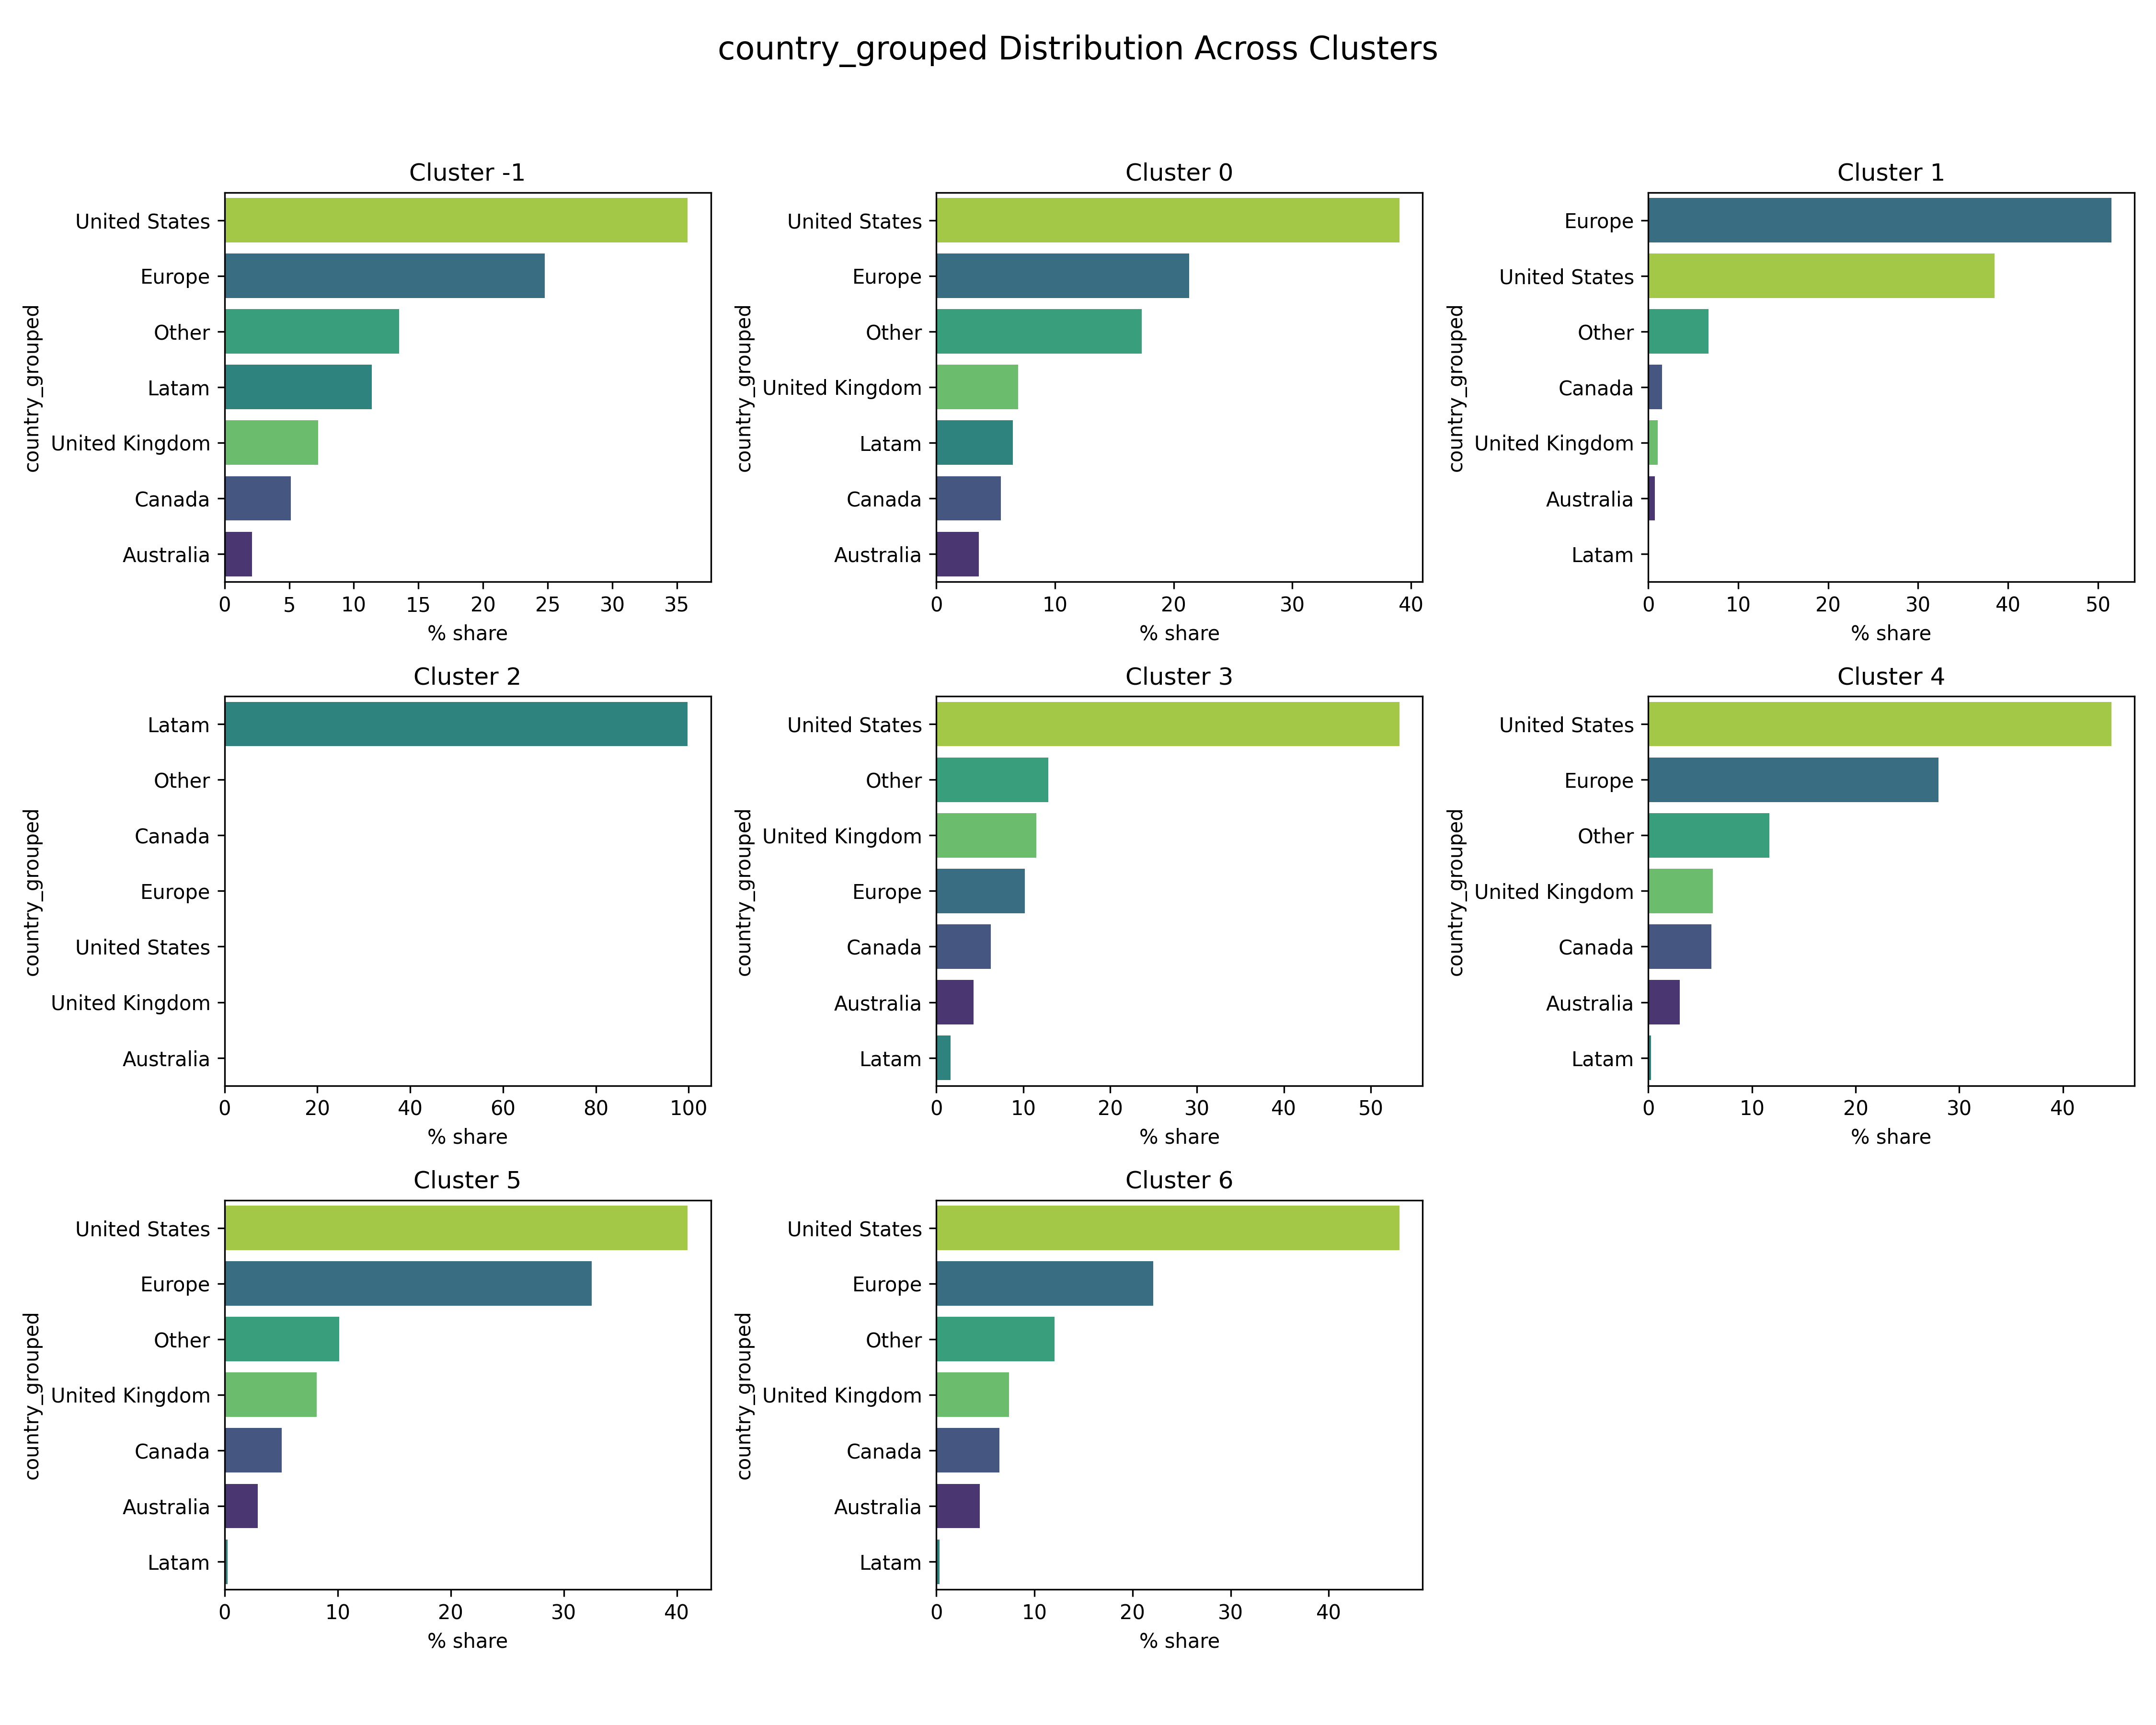 country_grouped Distribution Across Clusters
Cluster -1
country_grouped
United States
Europe
Other
Latam
United Kingdom
Canada
Australia
0 5 10 15 20 25 30 35
% share
Cluster 0
country_grouped
United States
Europe
Other
United Kingdom
Latam
Canada
Australia
0 10 20 30 40
% share
Cluster 1
country_grouped
Europe
United States
Other
Canada
United Kingdom
Australia
Latam
0 10 20 30 40 50
% share
Cluster 2
country_grouped
Latam
Other
Canada
Europe
United States
United Kingdom
Australia
0 20 40 60 80 100
% share
Cluster 3
country_grouped
United States
Other
United Kingdom
Europe
Canada
Australia
Latam
0 10 20 30 40 50
% share
Cluster 4
country_grouped
United States
Europe
Other
United Kingdom
Canada
Australia
Latam
0 10 20 30 40
% share
Cluster 5
country_grouped
United States
Europe
Other
United Kingdom
Canada
Australia
Latam
0 10 20 30 40
% share
Cluster 6
country_grouped
United States
Europe
Other
United Kingdom
Canada
Australia
Latam
0 10 20 30 40
% share